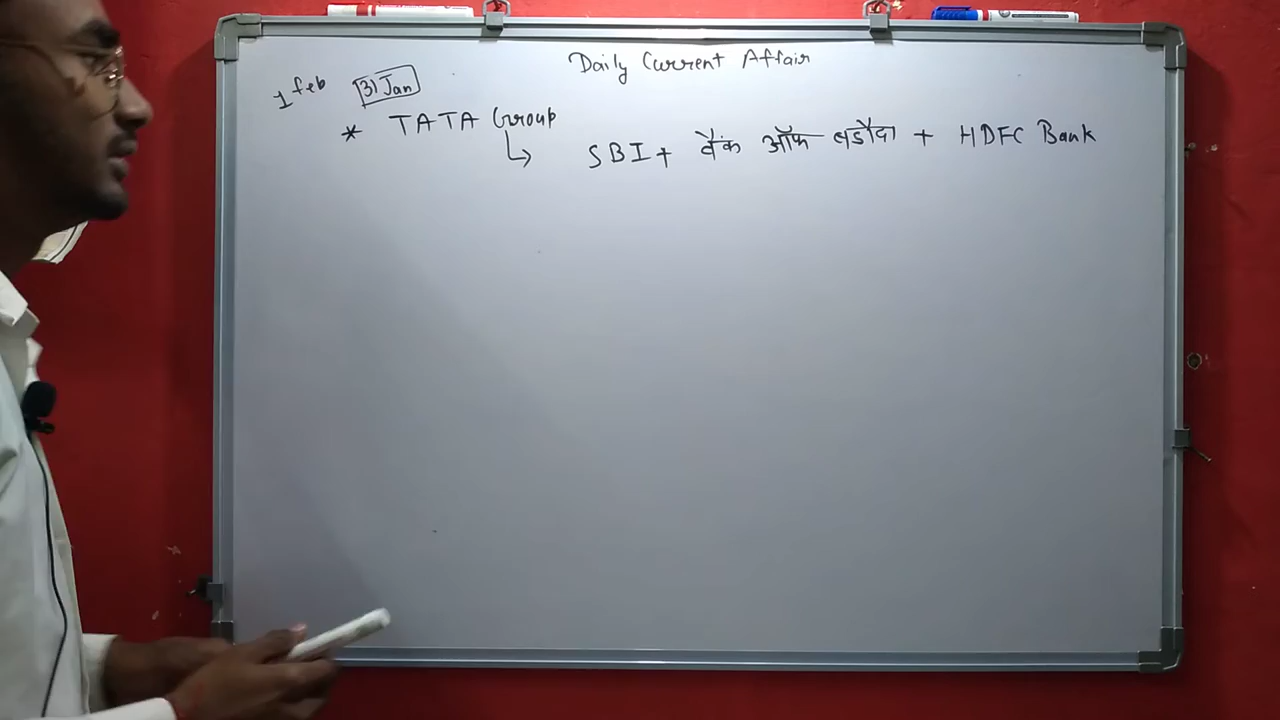 Daily Current Affair
1 feb 31 Jan
* TATA Group
↳ SBI + बैंक ऑफ बडौदा + HDFC Bank